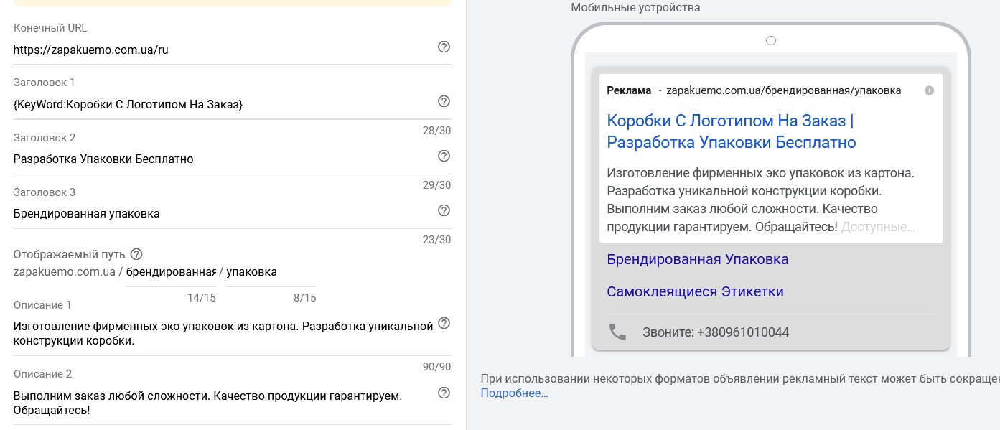 Конечный URL
https://zapakuemo.com.ua/ru
Заголовок 1
{KeyWord:Коробки С Логотипом На Заказ}
28/30
Заголовок 2
Разработка Упаковки Бесплатно
29/30
Заголовок 3
Брендированная упаковка
23/30
Отображаемый путь
zapakuemo.com.ua / брендированная / упаковка
14/15 8/15
Описание 1
Изготовление фирменных эко упаковок из картона. Разработка уникальной
конструкции коробки.
90/90
Описание 2
Выполним заказ любой сложности. Качество продукции гарантируем.
Обращайтесь!
Мобильные устройства
Реклама · zapakuemo.com.ua/брендированная/упаковка
Коробки С Логотипом На Заказ |
Разработка Упаковки Бесплатно
Изготовление фирменных эко упаковок из картона.
Разработка уникальной конструкции коробки.
Выполним заказ любой сложности. Качество
продукции гарантируем. Обращайтесь! Доступные...
Брендированная Упаковка
Самоклеящиеся Этикетки
Звоните: +380961010044
При использовании некоторых форматов объявлений рекламный текст может быть сокращен
Подробнее...